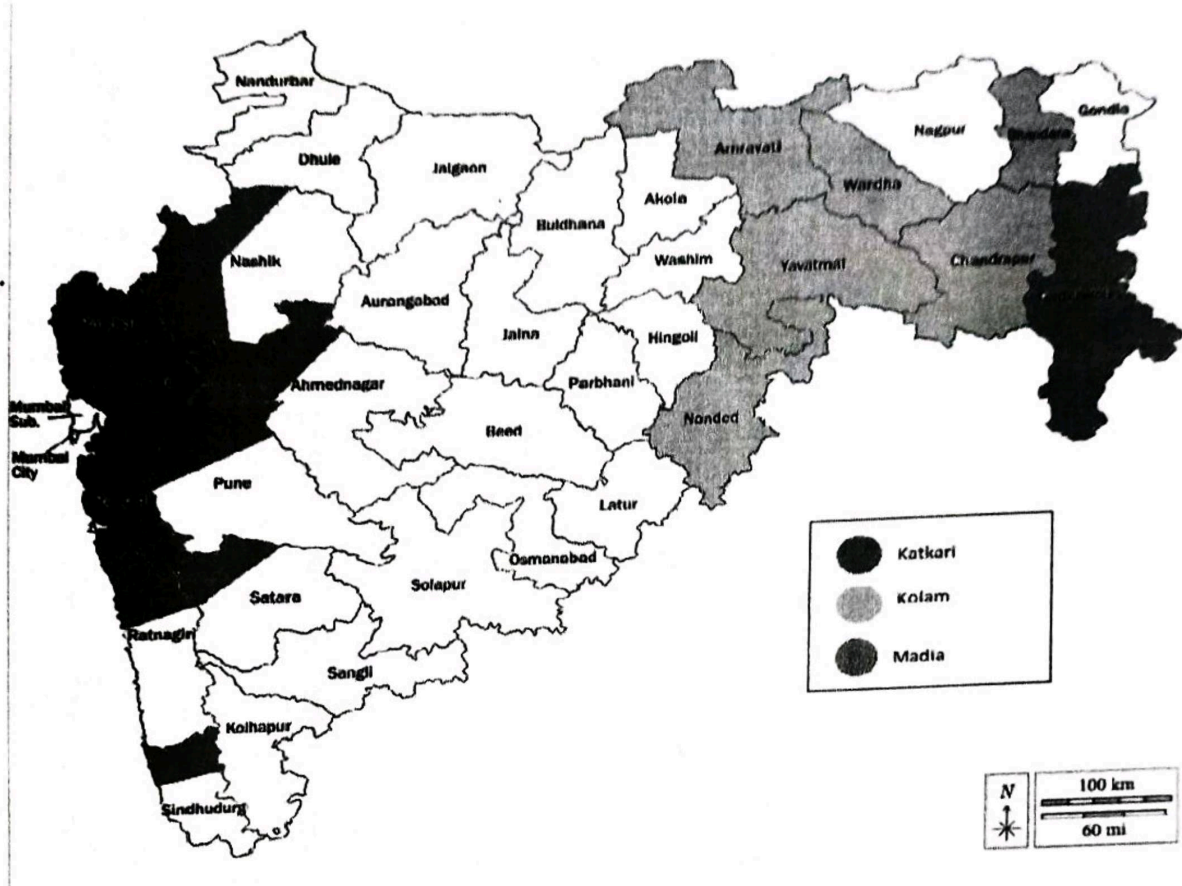 Nandurbar
Gondia
Nagpur
Bhandara
Dhule
Jalgaon
Amravati
Wardha
Akola
Buldhana
Nashik
Washim
Yavatmal
Chandrapur
Aurangabad
Jalna
Hingoli
Parbhani
Ahmednagar
Mumbai
Sub.
Mumbai
City
Beed
Nanded
Pune
Latur
Osmanabad
Solapur
Satara
Ratnagiri
Sangli
Kolhapur
Sindhudurg
Katkari
Kolam
Madia
N
100 km
60 mi